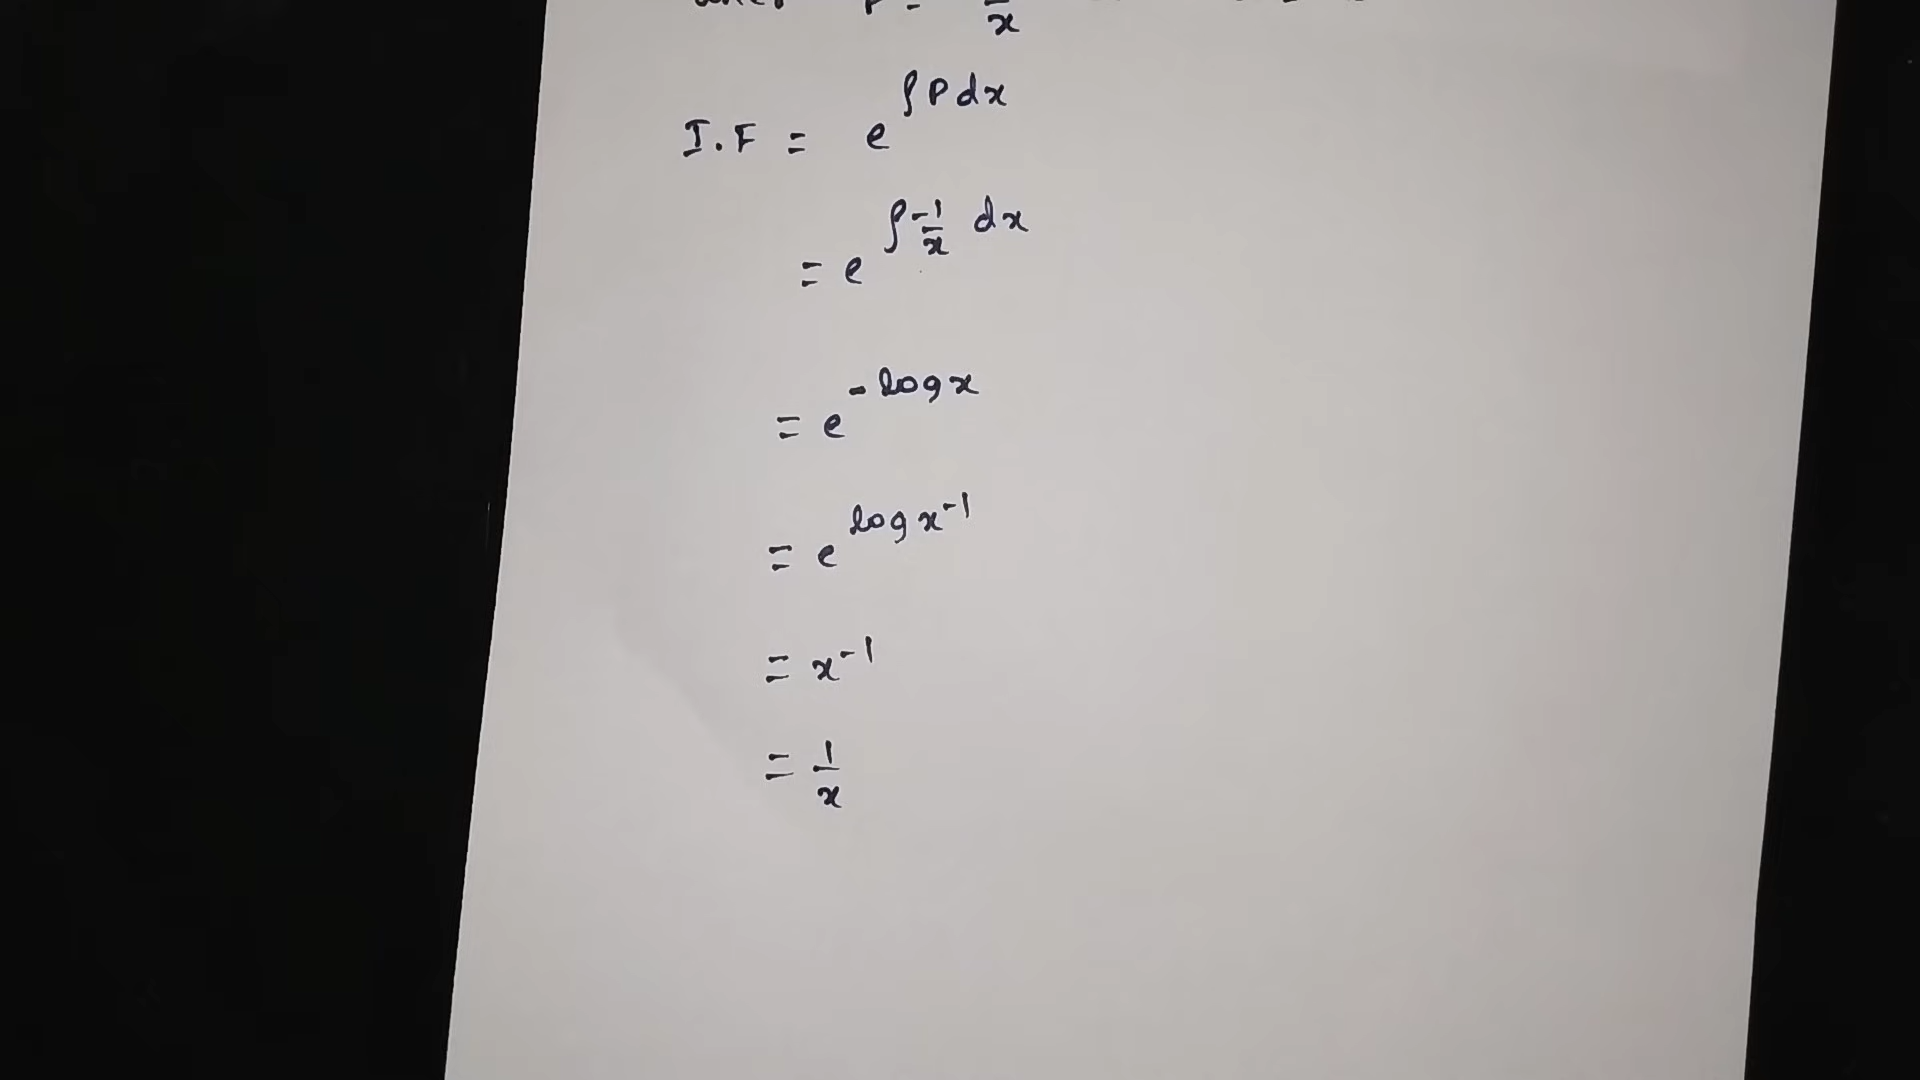 x
I.F = e^{∫P dx}
= e^{∫-1/x dx}
= e^{-log x}
= e^{log x^{-1}}
= x^{-1}
= 1/x